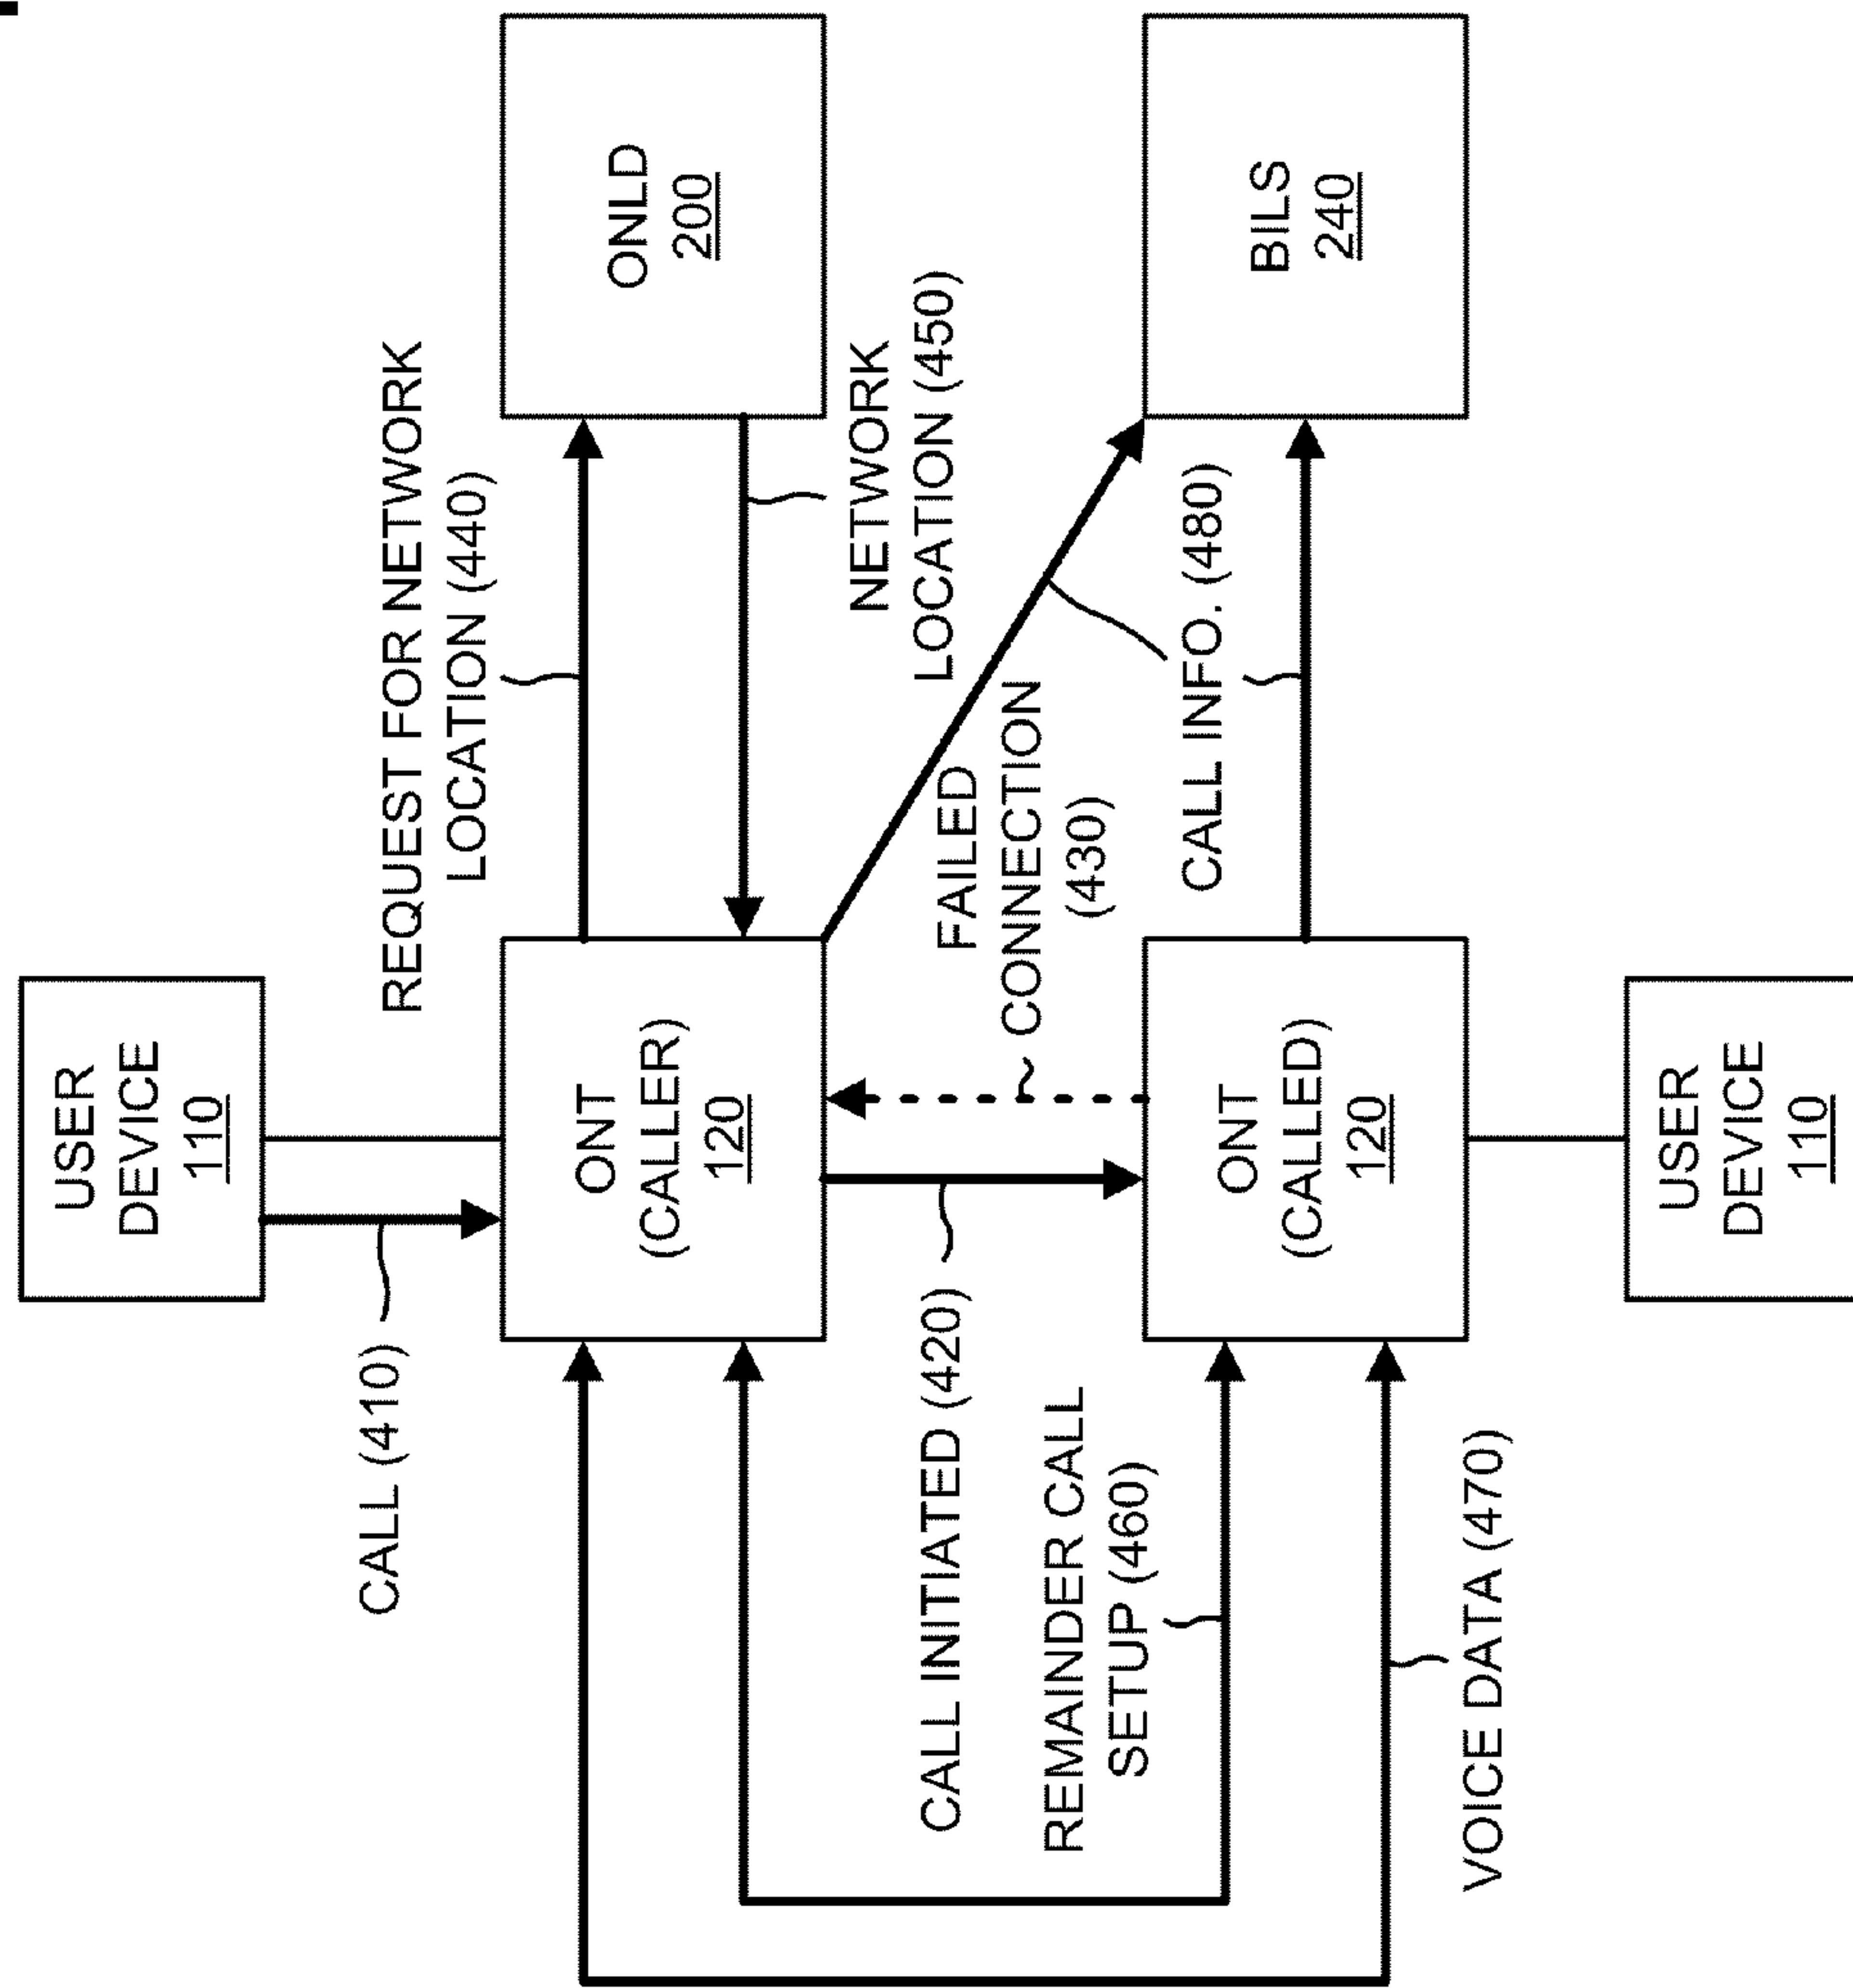 USER
DEVICE
110
CALL (410)
REQUEST FOR NETWORK
LOCATION (440)
ONT
(CALLER)
120
ONLD
200
NETWORK
LOCATION (450)
CALL INITIATED (420)
FAILED
CONNECTION
(430)
REMAINDER CALL
SETUP (460)
CALL INFO. (480)
ONT
(CALLED)
120
BILS
240
VOICE DATA (470)
USER
DEVICE
110